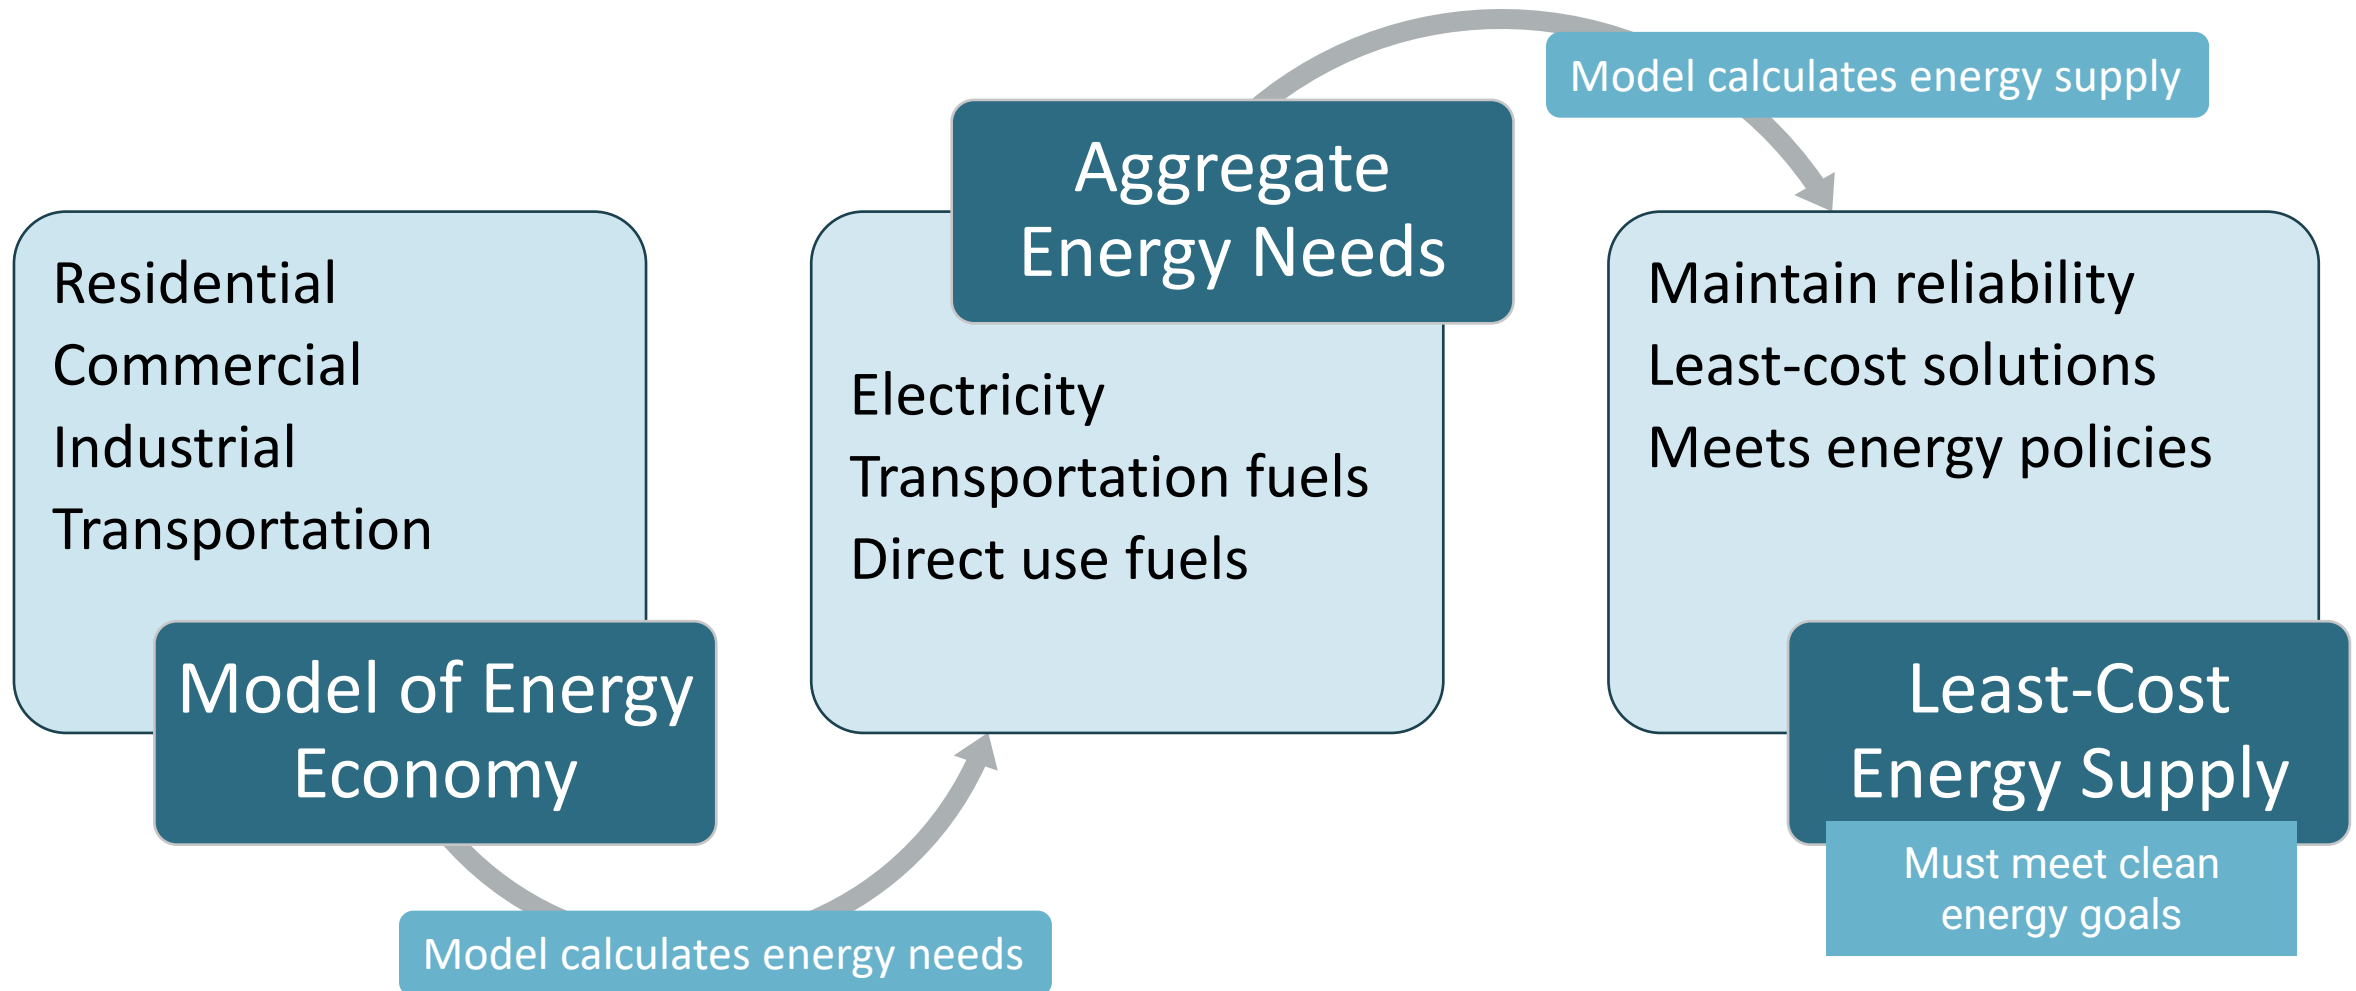 Residential
Commercial
Industrial
Transportation
Model of Energy
Economy
Model calculates energy needs
Aggregate
Energy Needs
Electricity
Transportation fuels
Direct use fuels
Model calculates energy supply
Maintain reliability
Least-cost solutions
Meets energy policies
Least-Cost
Energy Supply
Must meet clean
energy goals